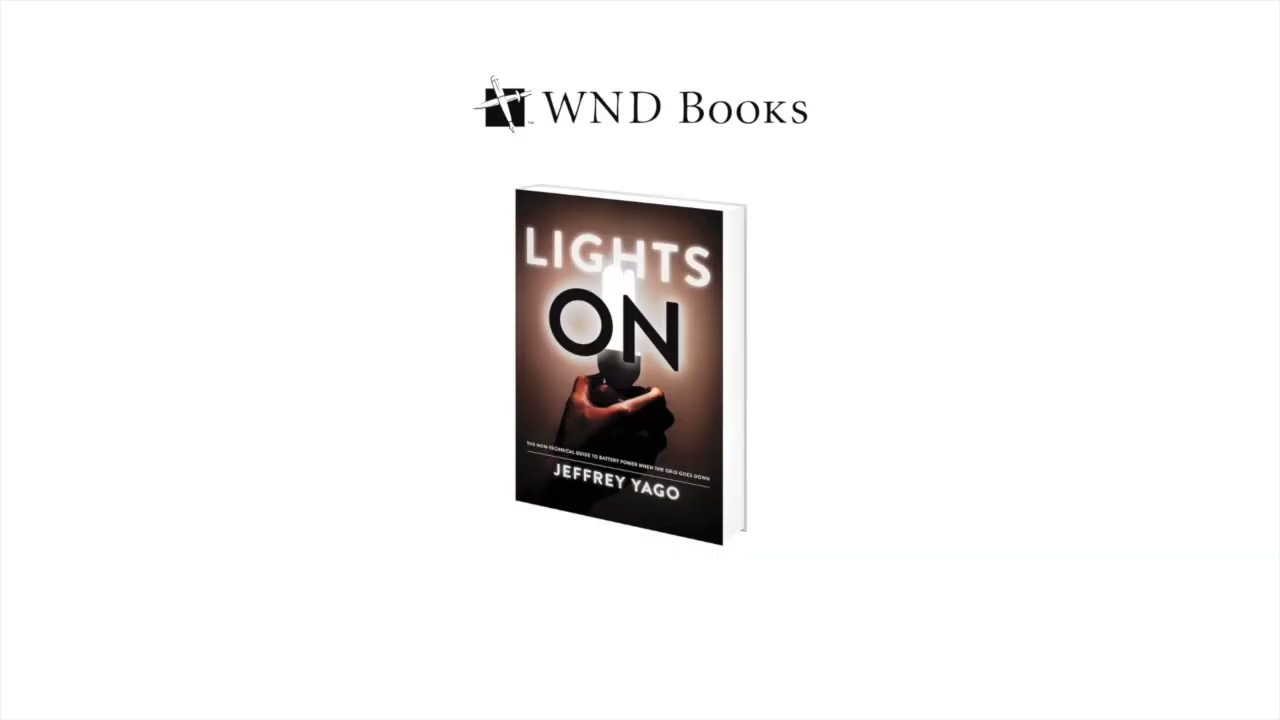 WND BOOKS
LIGHTS
ON
THE NON-TECHNICAL GUIDE TO BATTERY POWER WHEN THE GRID GOES DOWN
JEFFREY YAGO